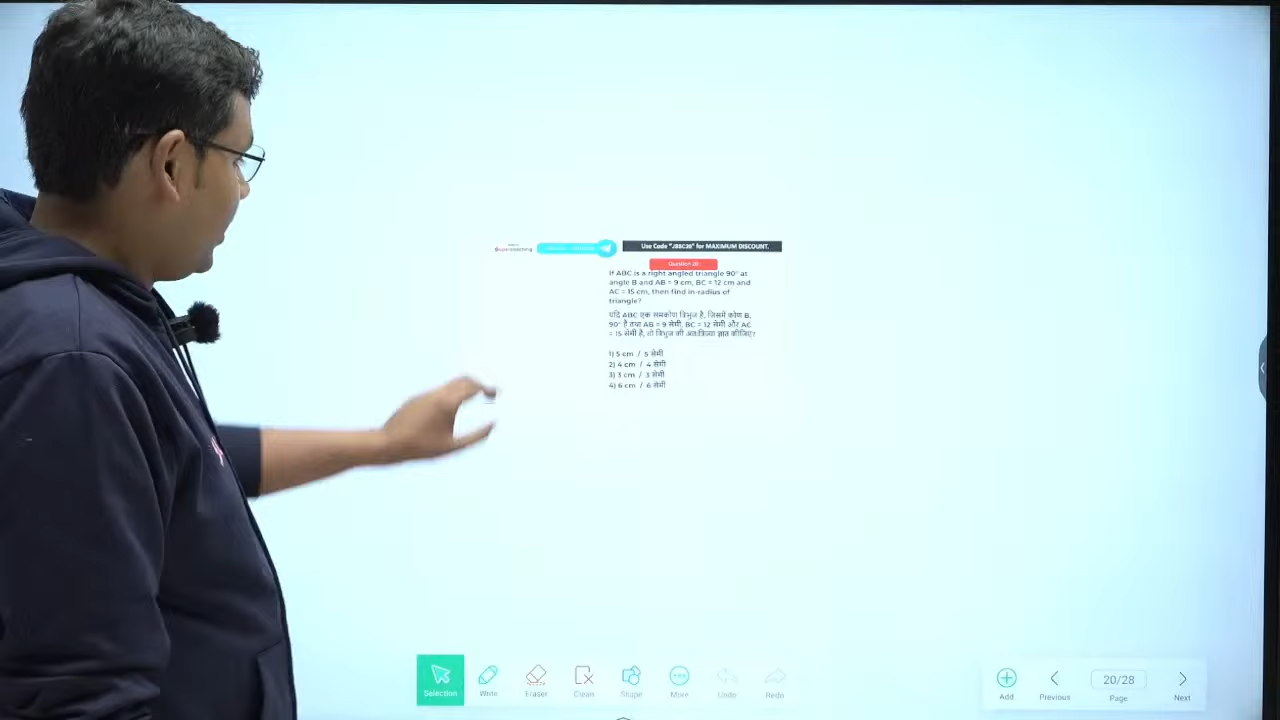 Use Code "JBBC20" for MAXIMUM DISCOUNT.
Question 20:
If ABC is a right angled triangle 90° at
angle B and AB = 9 cm, BC = 12 cm and
AC = 15 cm, then find in-radius of
triangle?
यदि ABC एक समकोण त्रिभुज है, जिसमें कोण B,
90° है तथा AB = 9 सेमी, BC = 12 सेमी और AC
= 15 सेमी है, तो त्रिभुज की अंतःत्रिज्या ज्ञात कीजिए?
1) 5 cm / 5 सेमी
2) 4 cm / 4 सेमी
3) 3 cm / 3 सेमी
4) 6 cm / 6 सेमी
Selection Write Eraser Clean Shape More Undo Redo
Add Previous 20/28 Page Next